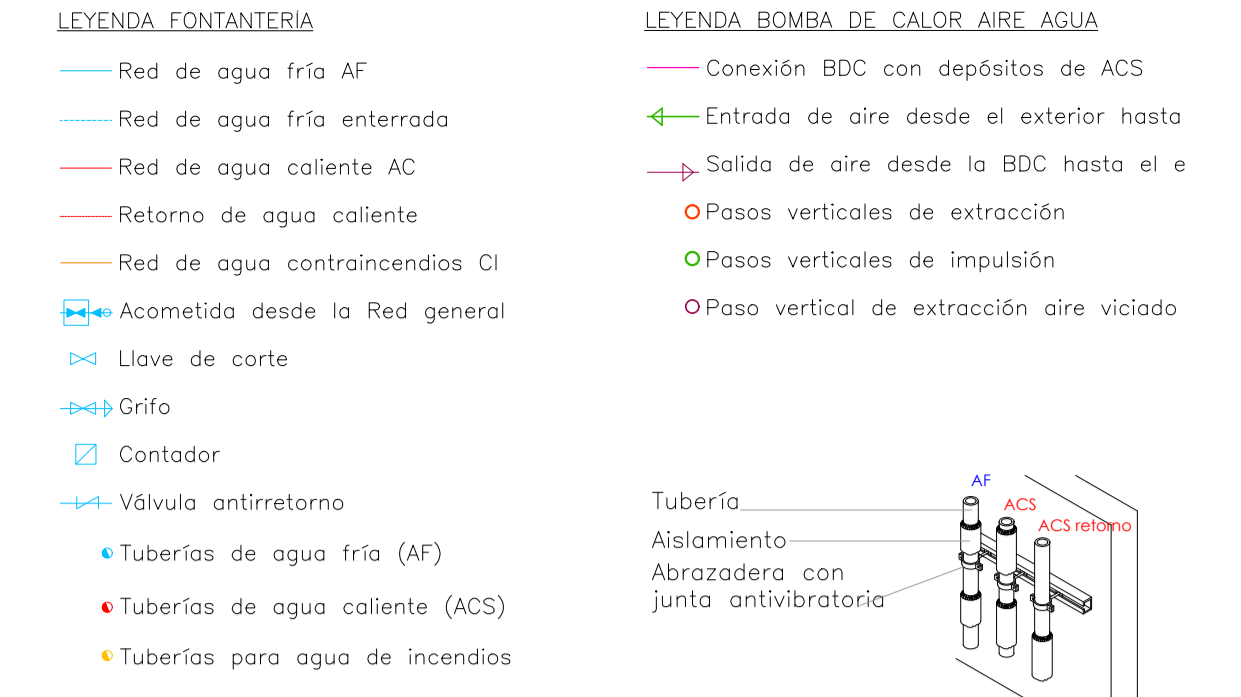 LEYENDA FONTANTERÍA
Red de agua fría AF
Red de agua fría enterrada
Red de agua caliente AC
Retorno de agua caliente
Red de agua contraincendios CI
Acometida desde la Red general
Llave de corte
Grifo
Contador
Válvula antirretorno
Tuberías de agua fría (AF)
Tuberías de agua caliente (ACS)
Tuberías para agua de incendios
LEYENDA BOMBA DE CALOR AIRE AGUA
Conexión BDC con depósitos de ACS
Entrada de aire desde el exterior hasta
Salida de aire desde la BDC hasta el e
Pasos verticales de extracción
Pasos verticales de impulsión
Paso vertical de extracción aire viciado
AF
ACS
ACS retorno
Tubería
Aislamiento
Abrazadera con
junta antivibratoria